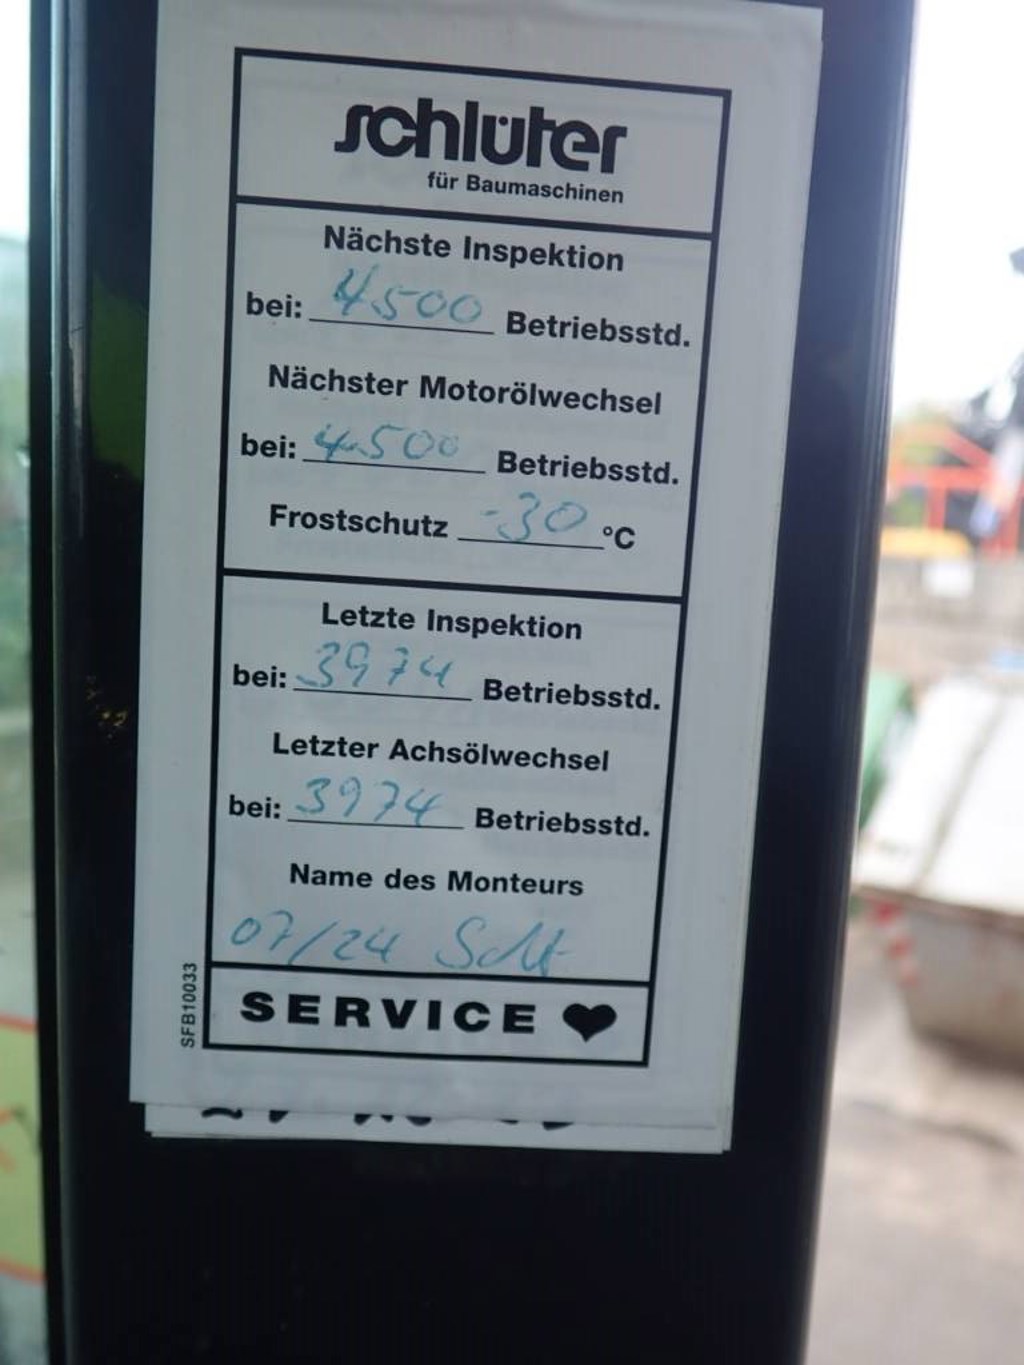 schlüter
für Baumaschinen
Nächste Inspektion
bei: 4500 Betriebsstd.
Nächster Motorölwechsel
bei: 4500 Betriebsstd.
Frostschutz -30 °C
Letzte Inspektion
bei: 3974 Betriebsstd.
Letzter Achsölwechsel
bei: 3974 Betriebsstd.
Name des Monteurs
07/24
SERVICE ♥
SFB10033